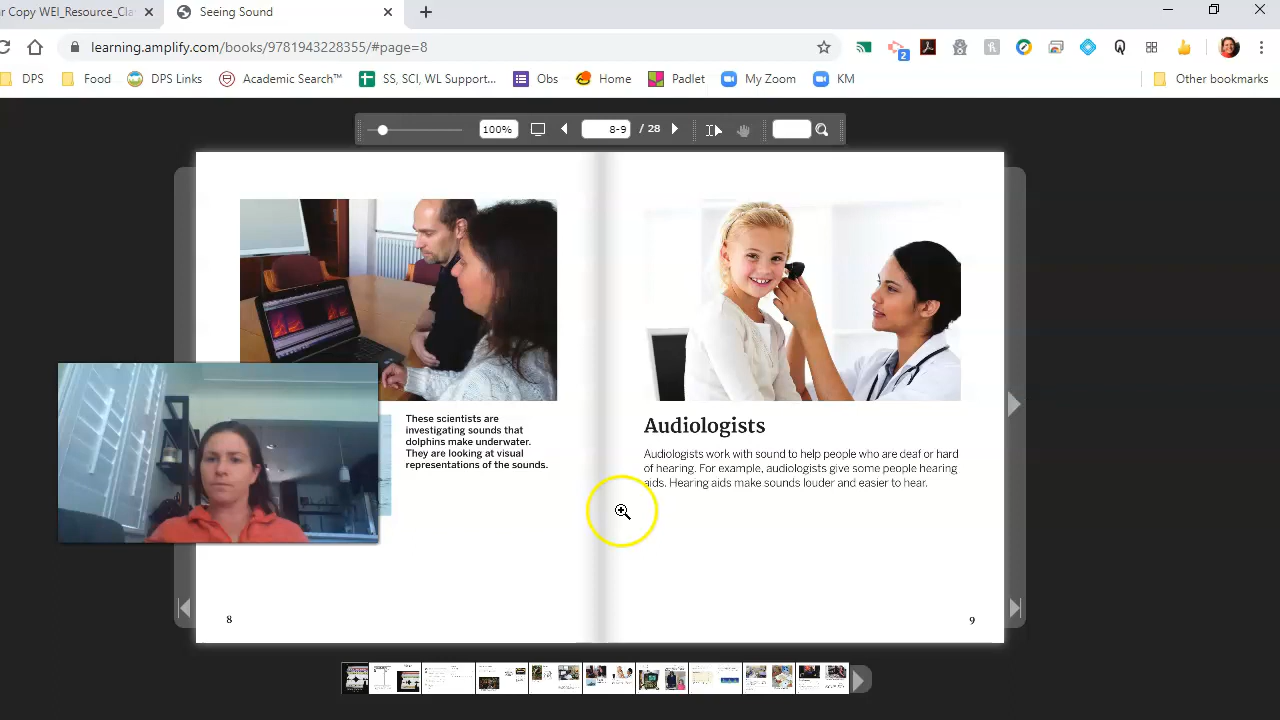 ar Copy WEI_Resource_Cla
Seeing Sound
learning.amplify.com/books/9781943228355/#page=8
2
DPS
Food
DPS Links
Academic Search™
SS, SCI, WL Support...
Obs
Home
Padlet
My Zoom
KM
Other bookmarks
100%
8-9 / 28
These scientists are
investigating sounds that
dolphins make underwater.
They are looking at visual
representations of the sounds.
8
Audiologists
Audiologists work with sound to help people who are deaf or hard
of hearing. For example, audiologists give some people hearing
aids. Hearing aids make sounds louder and easier to hear.
9